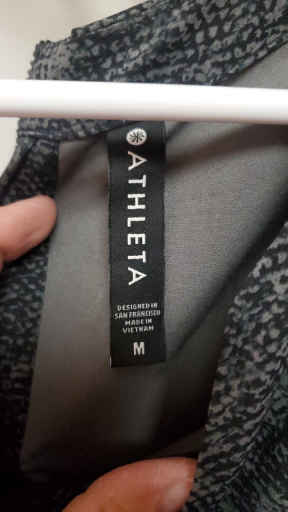 ATHLETA
DESIGNED IN
SAN FRANCISCO
MADE IN
VIETNAM
M